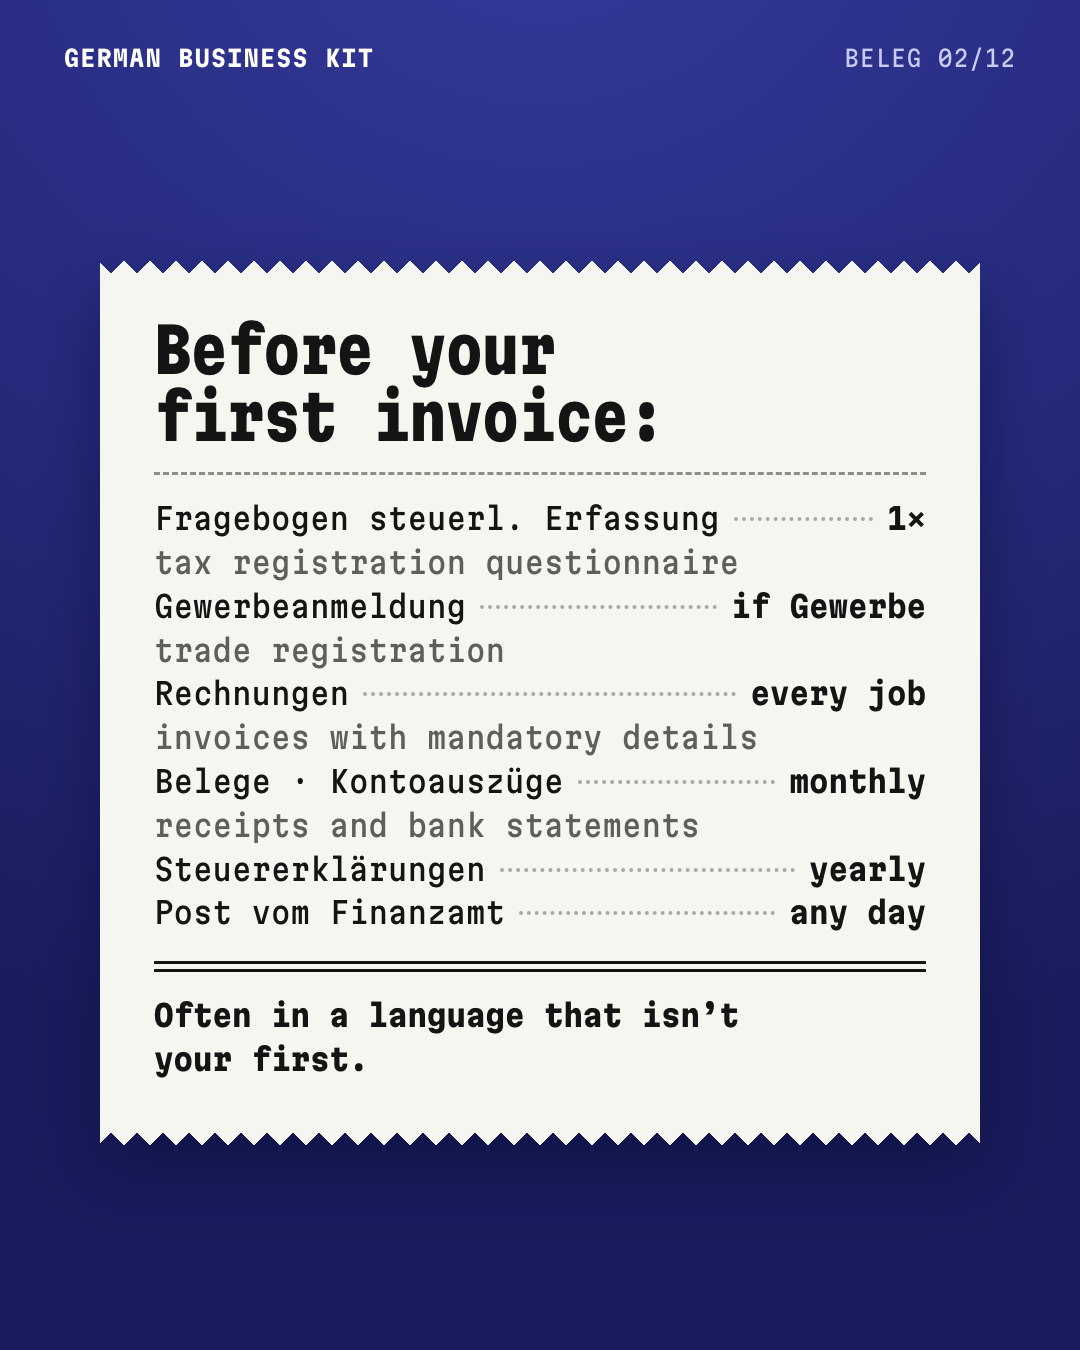 GERMAN BUSINESS KIT
BELEG 02/12
Before your
first invoice:
Fragebogen steuerl. Erfassung 1×
tax registration questionnaire
Gewerbeanmeldung if Gewerbe
trade registration
Rechnungen every job
invoices with mandatory details
Belege · Kontoauszüge monthly
receipts and bank statements
Steuererklärungen yearly
Post vom Finanzamt any day
Often in a language that isn’t
your first.